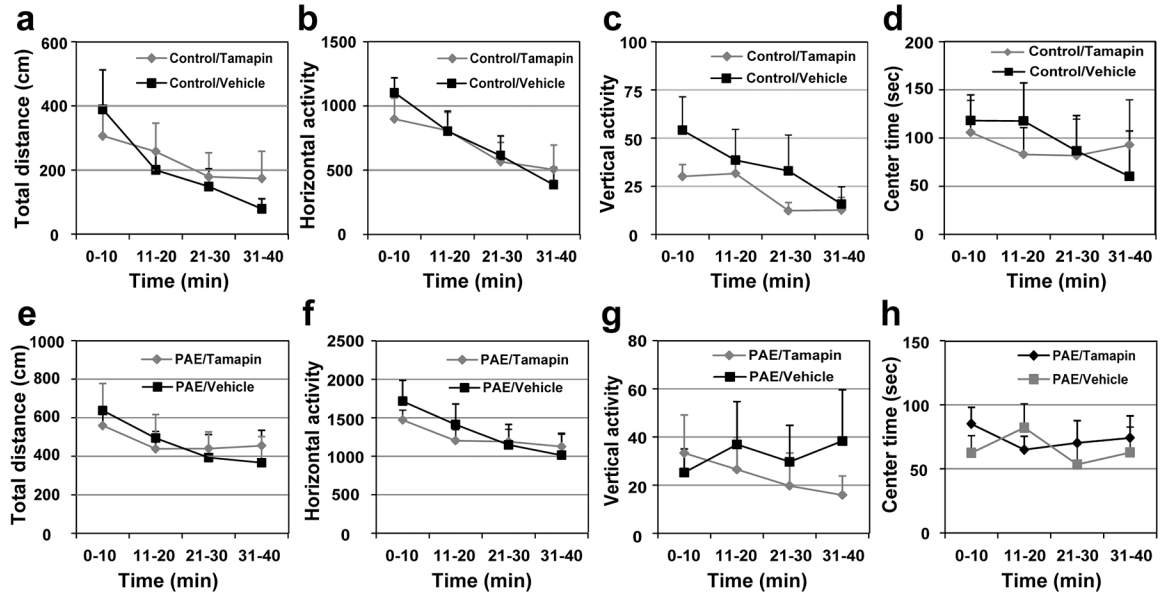 a
Total distance (cm)
600
400
200
0
Control/Tamapin
Control/Vehicle
0-10 11-20 21-30 31-40
Time (min)
b
Horizontal activity
1500
1000
500
0
Control/Tamapin
Control/Vehicle
0-10 11-20 21-30 31-40
Time (min)
c
Vertical activity
100
75
50
25
0
Control/Tamapin
Control/Vehicle
0-10 11-20 21-30 31-40
Time (min)
d
Center time (sec)
200
150
100
50
0
Control/Tamapin
Control/Vehicle
0-10 11-20 21-30 31-40
Time (min)
e
Total distance (cm)
1000
800
600
400
200
0
PAE/Tamapin
PAE/Vehicle
0-10 11-20 21-30 31-40
Time (min)
f
Horizontal activity
2500
2000
1500
1000
500
0
PAE/Tamapin
PAE/Vehicle
0-10 11-20 21-30 31-40
Time (min)
g
Vertical activity
80
60
40
20
0
PAE/Tamapin
PAE/Vehicle
0-10 11-20 21-30 31-40
Time (min)
h
Center time (sec)
150
100
50
0
PAE/Tamapin
PAE/Vehicle
0-10 11-20 21-30 31-40
Time (min)